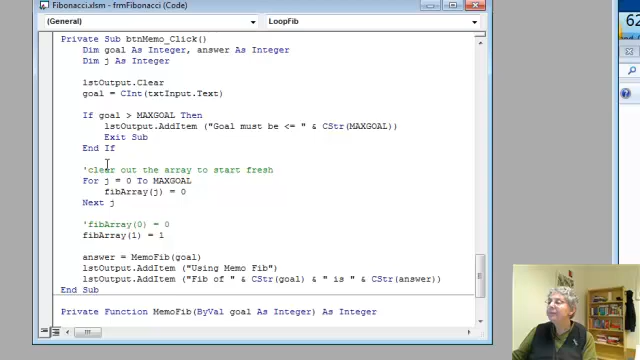 Fibonacci.xlsm - frmFibonacci (Code)
62
(General) LoopFib
Private Sub btnMemo_Click()
Dim goal As Integer, answer As Integer
Dim j As Integer
lstOutput.Clear
goal = CInt(txtInput.Text)
If goal > MAXGOAL Then
lstOutput.AddItem ("Goal must be <= " & CStr(MAXGOAL))
Exit Sub
End If
'clear out the array to start fresh
For j = 0 To MAXGOAL
fibArray(j) = 0
Next j
'fibArray(0) = 0
fibArray(1) = 1
answer = MemoFib(goal)
lstOutput.AddItem ("Using Memo Fib")
lstOutput.AddItem ("Fib of " & CStr(goal) & " is " & CStr(answer))
End Sub
Private Function MemoFib(ByVal goal As Integer) As Integer